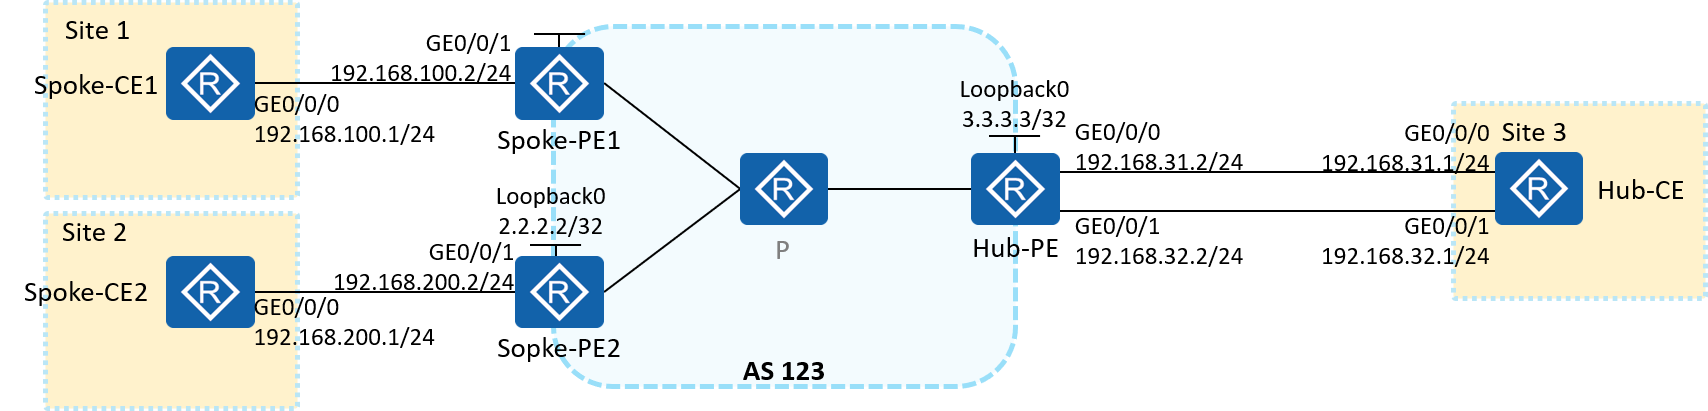 Site 1
Spoke-CE1
R
GE0/0/0
192.168.100.1/24
GE0/0/1
192.168.100.2/24
R
Spoke-PE1
Site 2
Spoke-CE2
R
GE0/0/0
192.168.200.1/24
Loopback0
2.2.2.2/32
GE0/0/1
192.168.200.2/24
R
Sopke-PE2
R
P
AS 123
Loopback0
3.3.3.3/32
R
Hub-PE
GE0/0/0
192.168.31.2/24
GE0/0/1
192.168.32.2/24
GE0/0/0
192.168.31.1/24
GE0/0/1
192.168.32.1/24
Site 3
R
Hub-CE